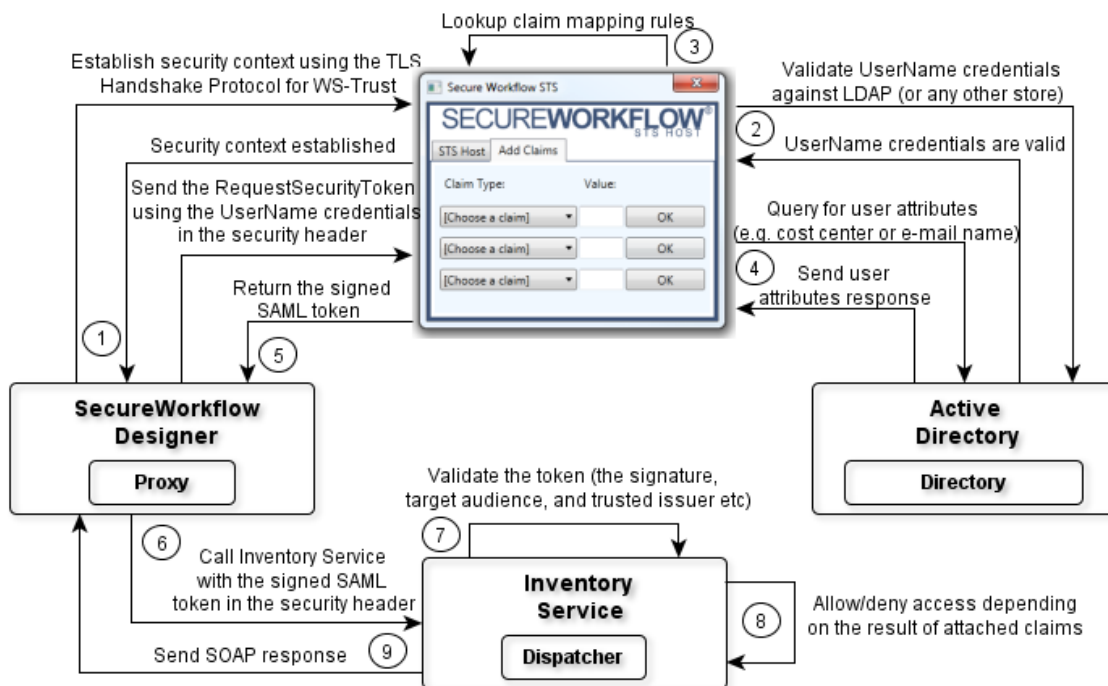 Lookup claim mapping rules
3
Establish security context using the TLS
Handshake Protocol for WS-Trust
Security context established
Send the RequestSecurityToken
using the UserName credentials
in the security header
Return the signed
SAML token
1
5
Secure Workflow STS
SECUREWORKFLOW®
STS HOST
STS Host
Add Claims
Claim Type:
Value:
[Choose a claim]
OK
[Choose a claim]
OK
[Choose a claim]
OK
Validate UserName credentials
against LDAP (or any other store)
2
UserName credentials are valid
Query for user attributes
(e.g. cost center or e-mail name)
4
Send user
attributes response
SecureWorkflow
Designer
Proxy
Active
Directory
Directory
Validate the token (the signature,
target audience, and trusted issuer etc)
7
6
Call Inventory Service
with the signed SAML
token in the security header
Inventory
Service
Dispatcher
8
Allow/deny access depending
on the result of attached claims
Send SOAP response
9